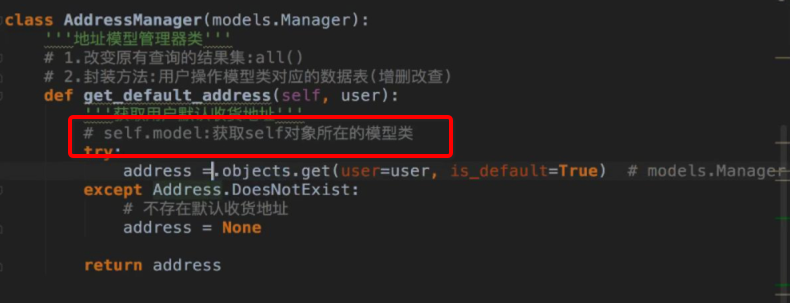 class AddressManager(models.Manager):
'''地址模型管理器类'''
# 1.改变原有查询的结果集:all()
# 2.封装方法:用户操作模型类对应的数据表(增删改查)
def get_default_address(self, user):
'''获取用户默认收货地址'''
# self.model:获取self对象所在的模型类
try:
address =.objects.get(user=user, is_default=True)  # models.Manager
except Address.DoesNotExist:
# 不存在默认收货地址
address = None
return address